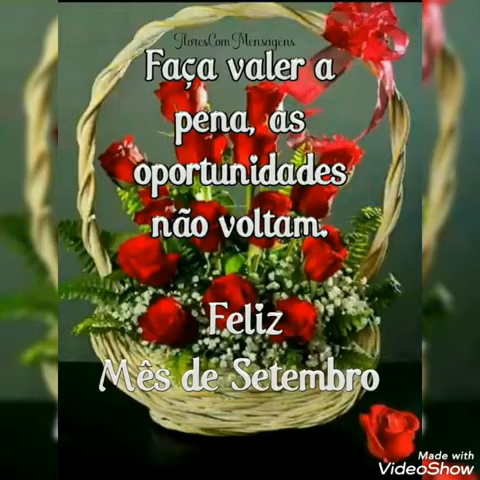 FloresComMensagens
Faça valer a
pena, as
oportunidades
não voltam.
Feliz
Mês de Setembro
Made with
VideoShow